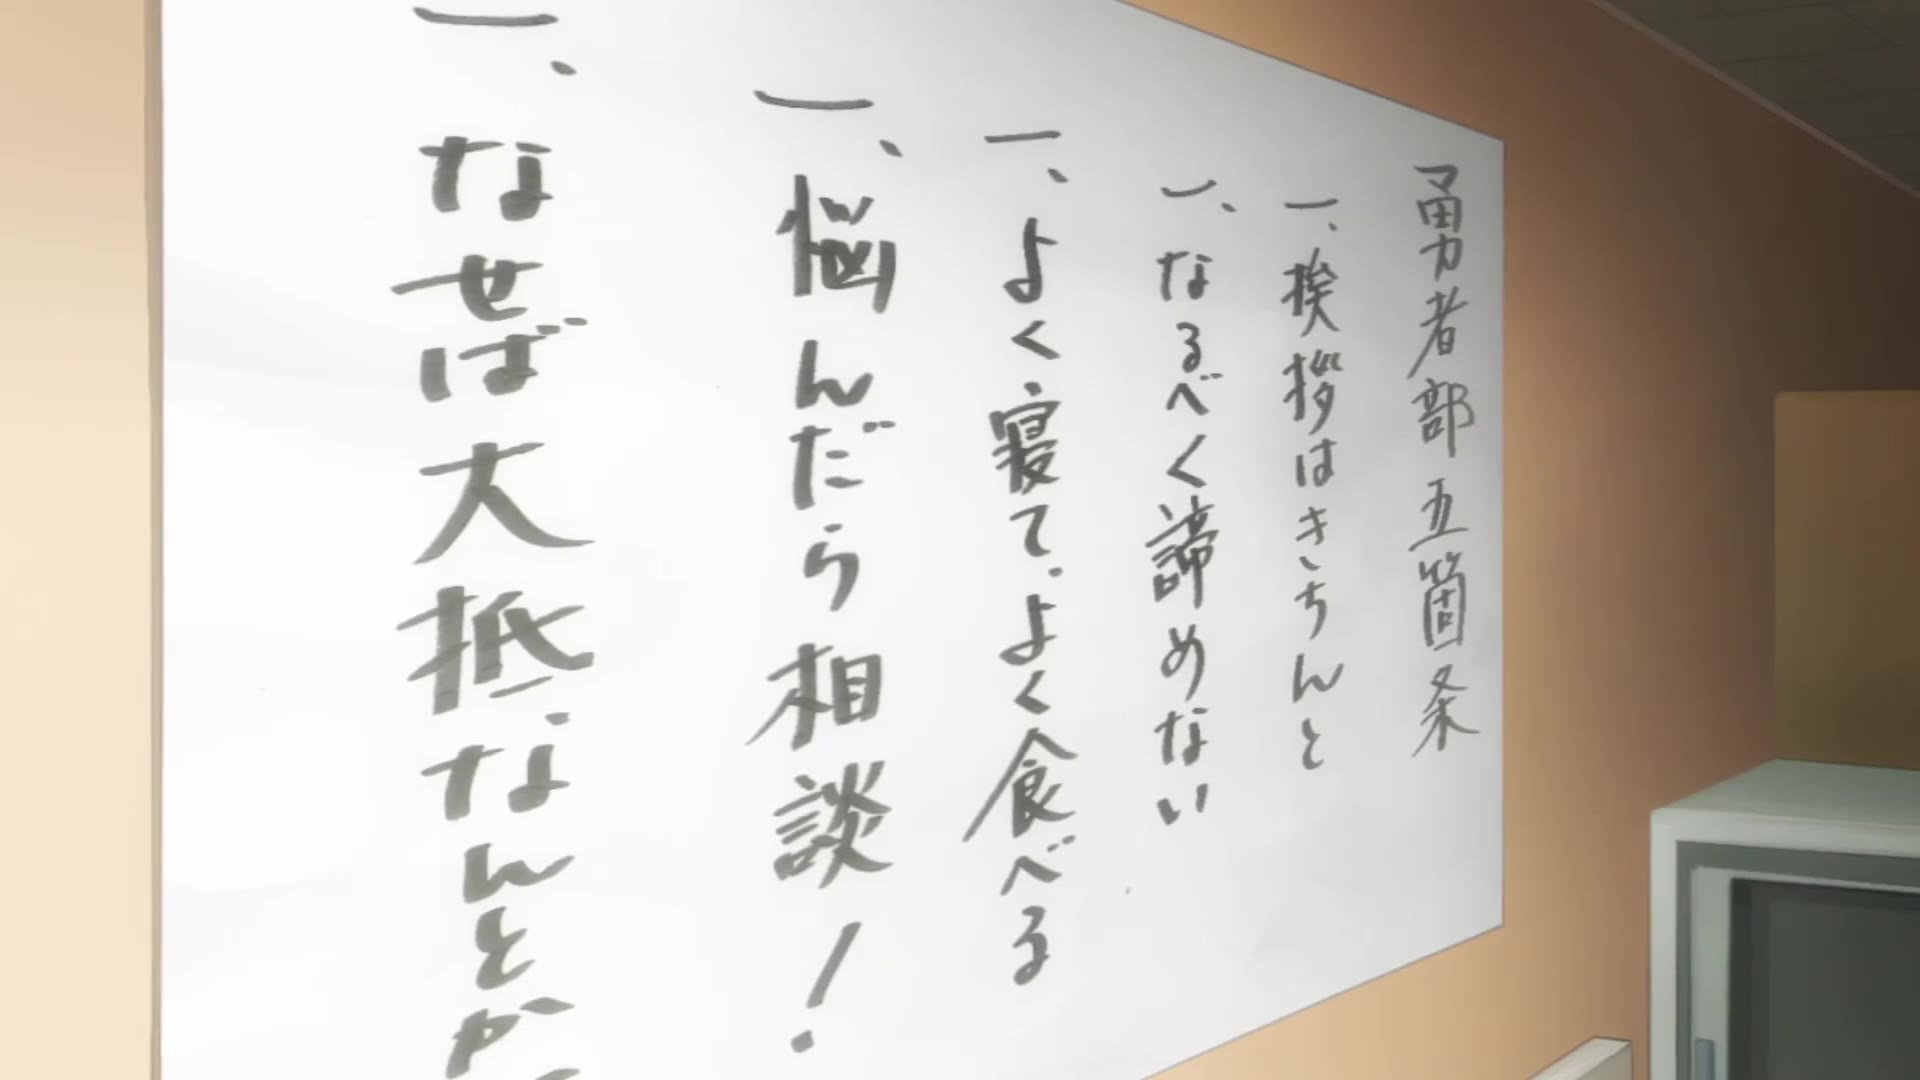 勇者部五箇条
一、挨拶はきちんと
一、なるべく諦めない
一、よく寝て、よく食べる
一、悩んだら相談!
一、なせば大抵なんとか